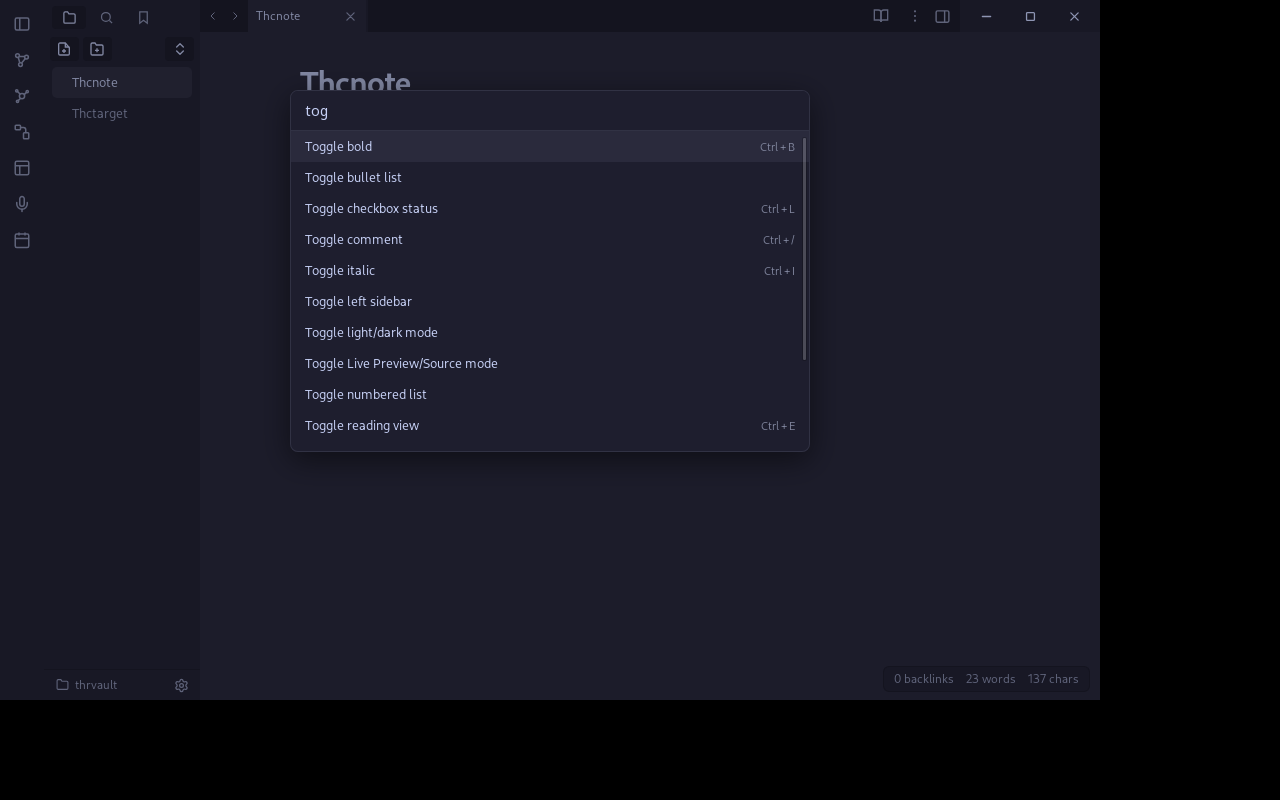 Thcnote
Thcnote
Thctarget
Thcnote
tog
Toggle bold Ctrl + B
Toggle bullet list
Toggle checkbox status Ctrl + L
Toggle comment Ctrl + /
Toggle italic Ctrl + I
Toggle left sidebar
Toggle light/dark mode
Toggle Live Preview/Source mode
Toggle numbered list
Toggle reading view Ctrl + E
thrvault
0 backlinks 23 words 137 chars